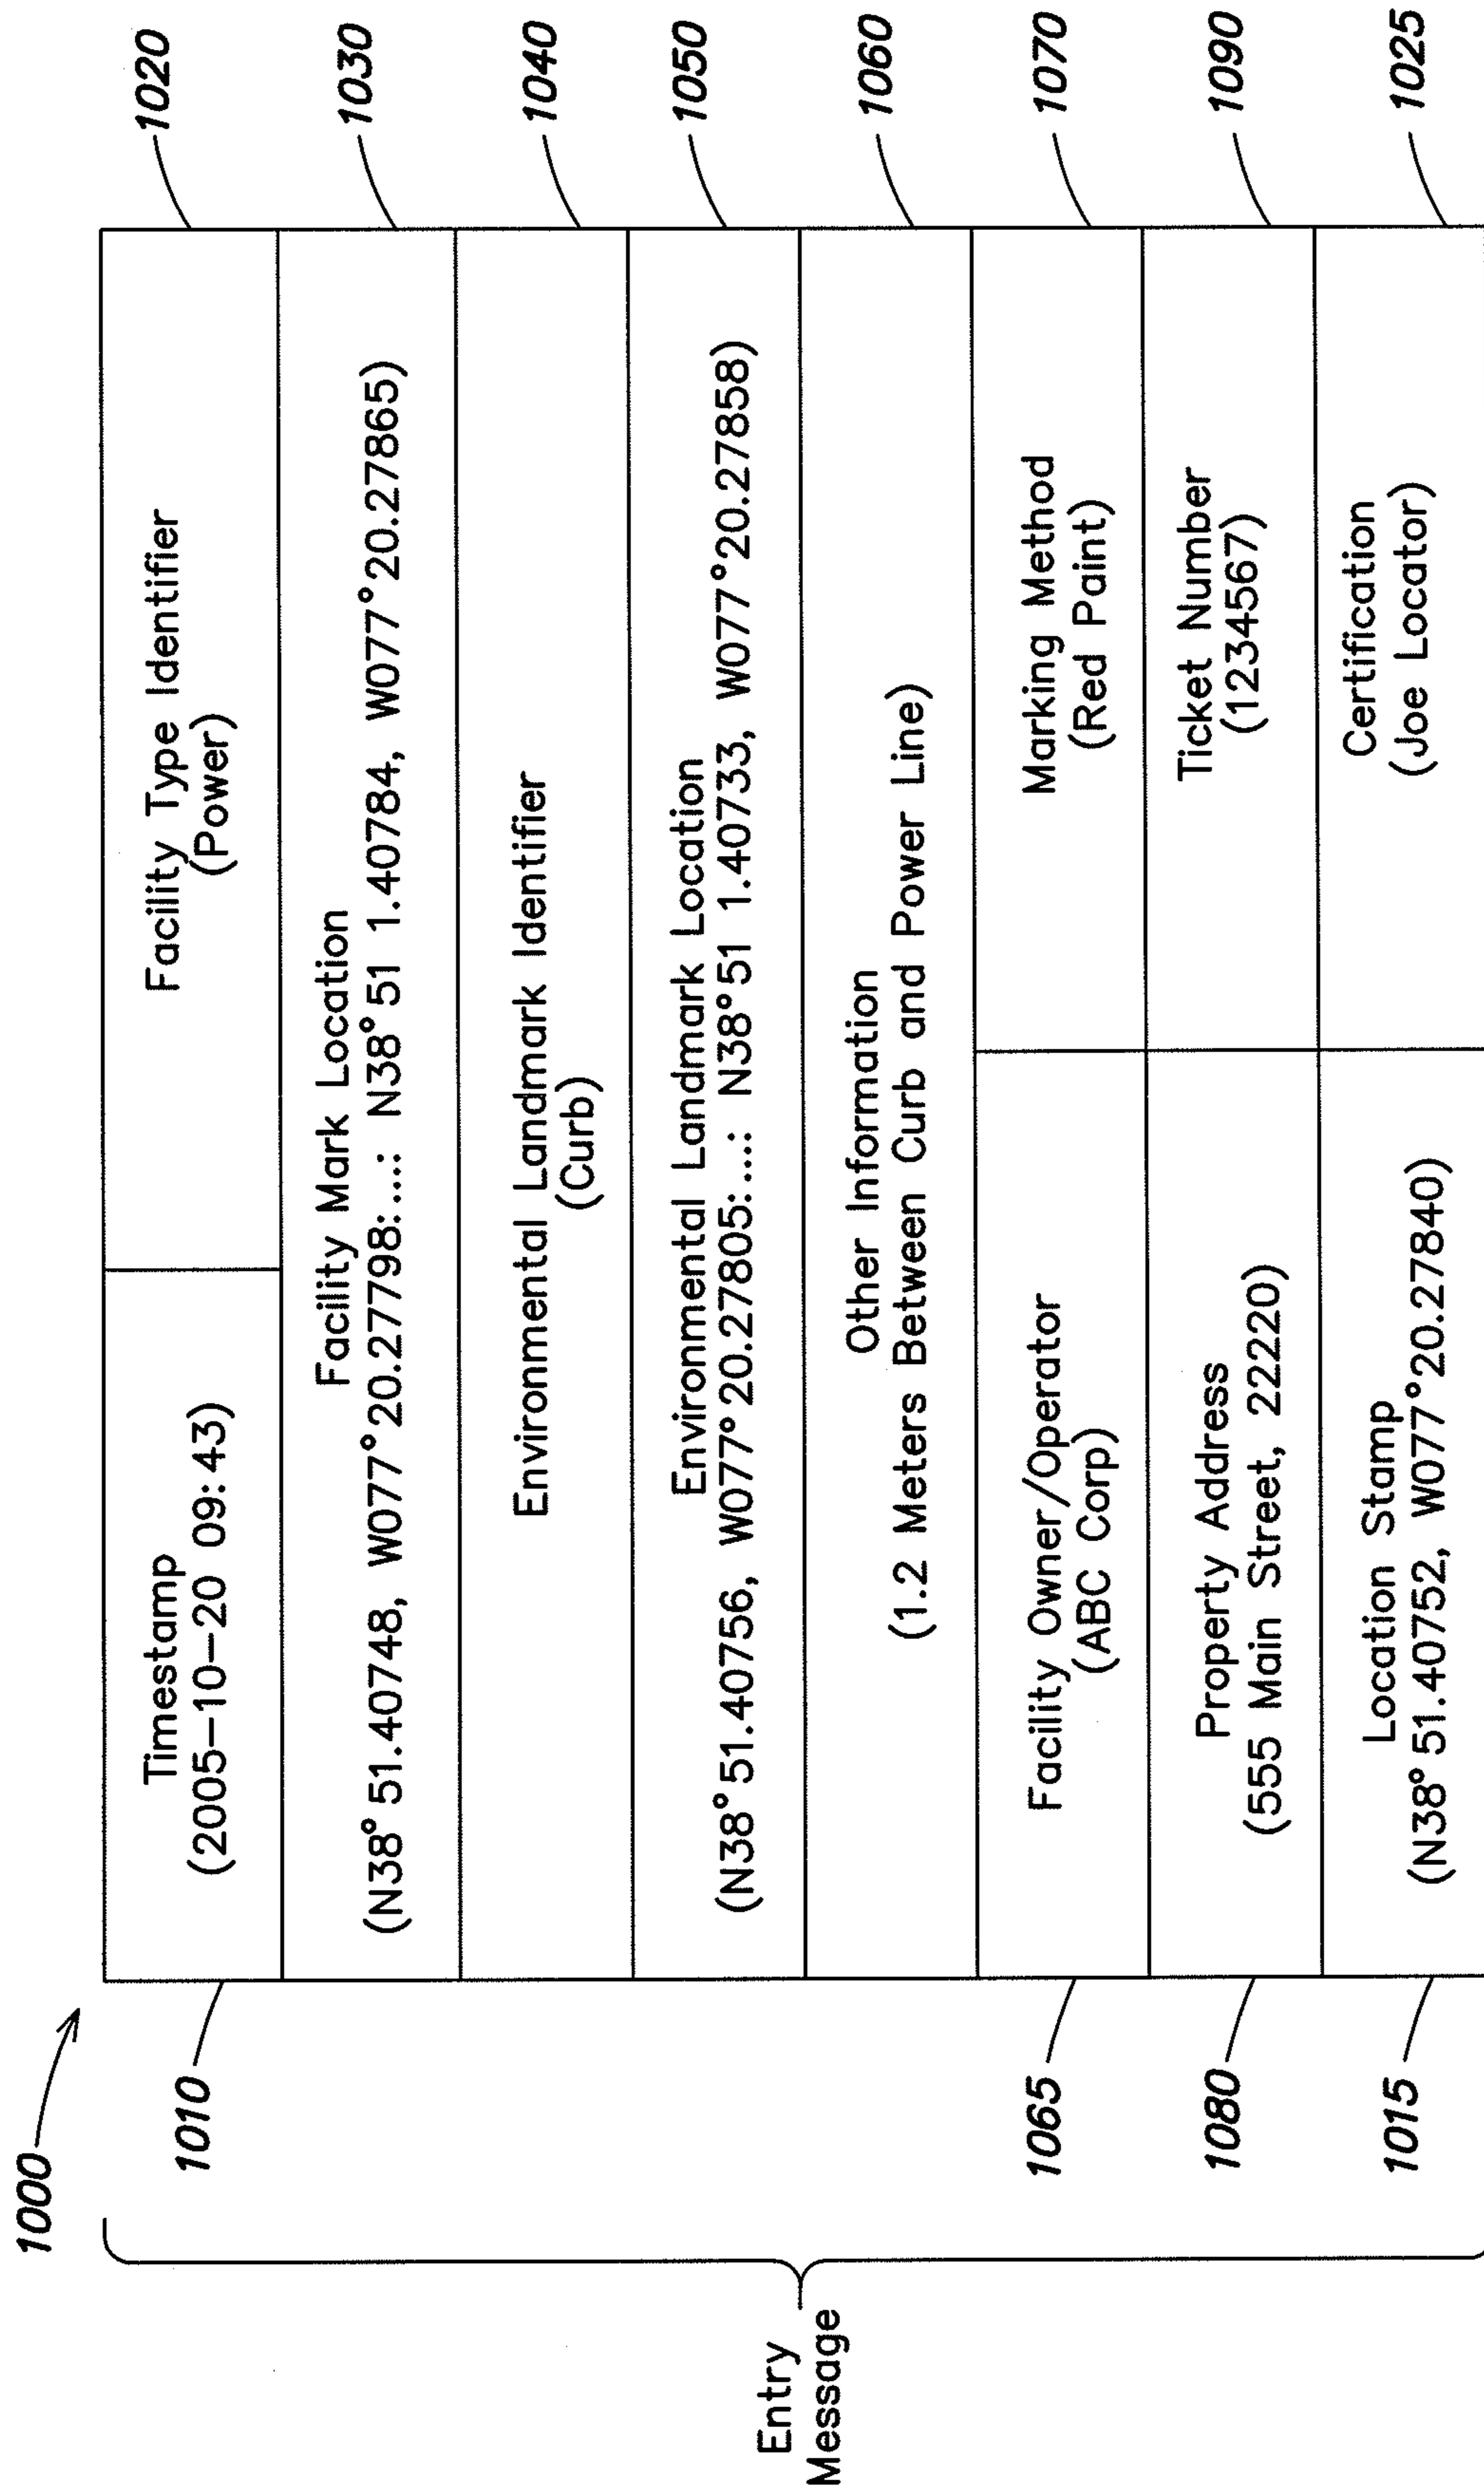 1000
1010
Timestamp
(2005-10-20 09:43)
Facility Type Identifier
(Power)
1020
Facility Mark Location
(N38°51.40748, W077°20.27798:...: N38°51 1.40784, W077°20.27865)
1030
Environmental Landmark Identifier
(Curb)
1040
Environmental Landmark Location
(N38°51.40756, W077°20.27805:...: N38°51 1.40733, W077°20.27858)
1050
Entry
Message
Other Information
(1.2 Meters Between Curb and Power Line)
1060
1065
Facility Owner/Operator
(ABC Corp)
Marking Method
(Red Paint)
1070
1080
Property Address
(555 Main Street, 22220)
Ticket Number
(1234567)
1090
1015
Location Stamp
(N38°51.40752, W077°20.27840)
Certification
(Joe Locator)
1025